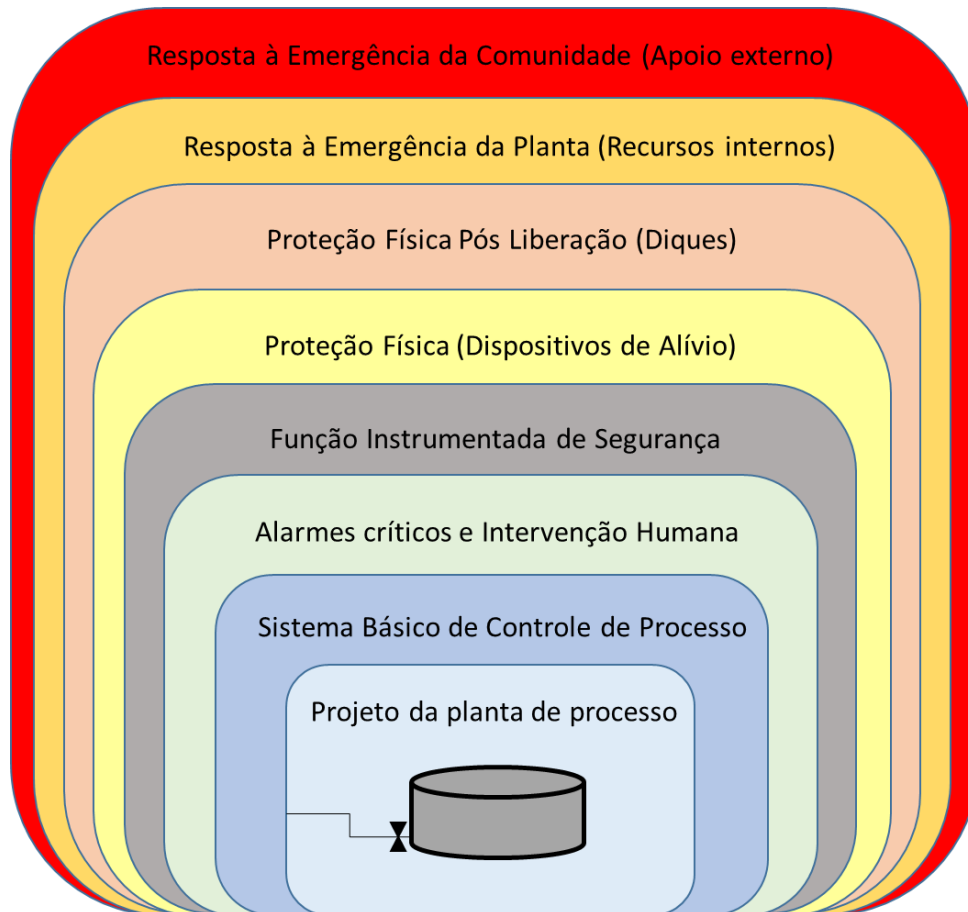 Resposta à Emergência da Comunidade (Apoio externo)
Resposta à Emergência da Planta (Recursos internos)
Proteção Física Pós Liberação (Diques)
Proteção Física (Dispositivos de Alívio)
Função Instrumentada de Segurança
Alarmes críticos e Intervenção Humana
Sistema Básico de Controle de Processo
Projeto da planta de processo